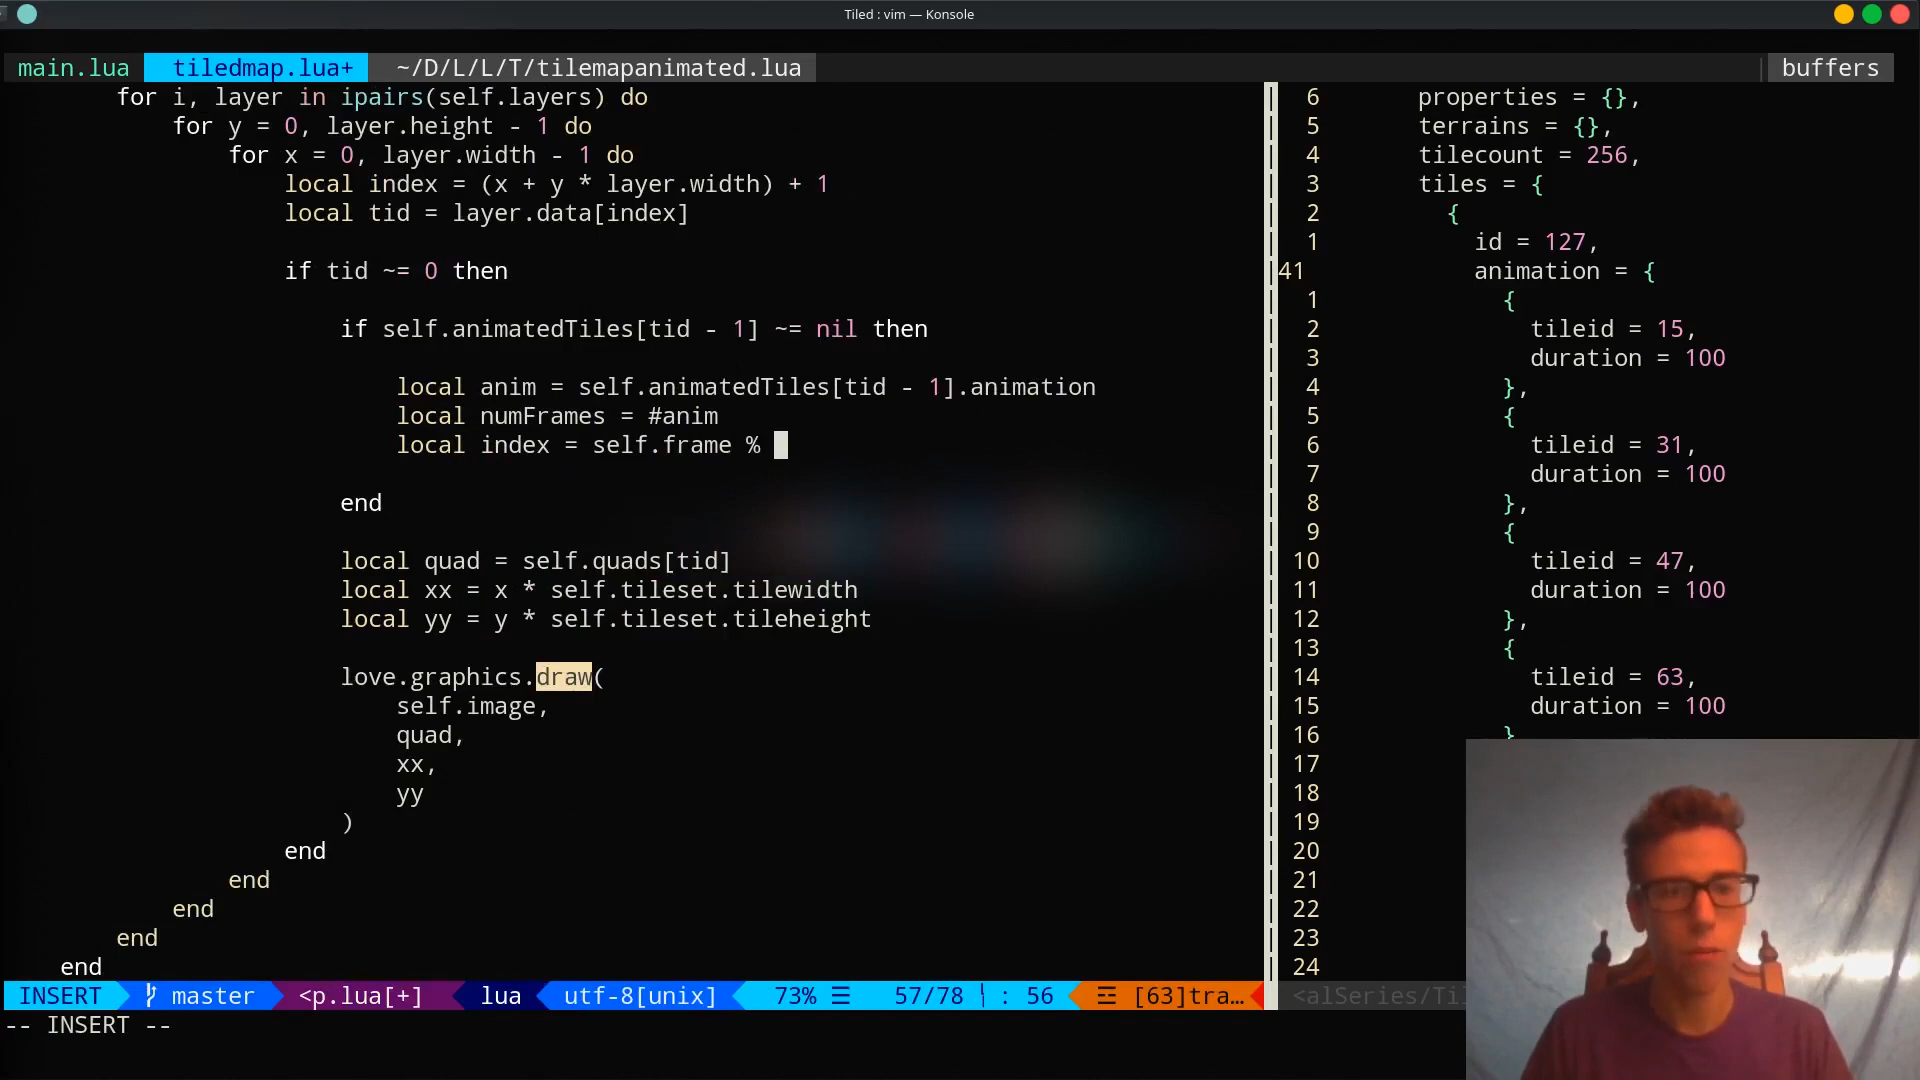 Tiled : vim — Konsole
main.lua tiledmap.lua+ ~/D/L/L/T/tilemapanimated.lua buffers
for i, layer in ipairs(self.layers) do
for y = 0, layer.height - 1 do
for x = 0, layer.width - 1 do
local index = (x + y * layer.width) + 1
local tid = layer.data[index]
if tid ~= 0 then
if self.animatedTiles[tid - 1] ~= nil then
local anim = self.animatedTiles[tid - 1].animation
local numFrames = #anim
local index = self.frame %
end
local quad = self.quads[tid]
local xx = x * self.tileset.tilewidth
local yy = y * self.tileset.tileheight
love.graphics.draw(
self.image,
quad,
xx,
yy
)
end
end
end
end
end
6 properties = {},
5 terrains = {},
4 tilecount = 256,
3 tiles = {
2 {
1 id = 127,
41 animation = {
1 {
2 tileid = 15,
3 duration = 100
4 },
5 {
6 tileid = 31,
7 duration = 100
8 },
9 {
10 tileid = 47,
11 duration = 100
12 },
13 {
14 tileid = 63,
15 duration = 100
16 }
17
18
19
20
21
22
23
24
INSERT master <p.lua[+] lua utf-8[unix] 73% ☰ 57/78 : 56 [63]tra… <alSeries/Til
-- INSERT --